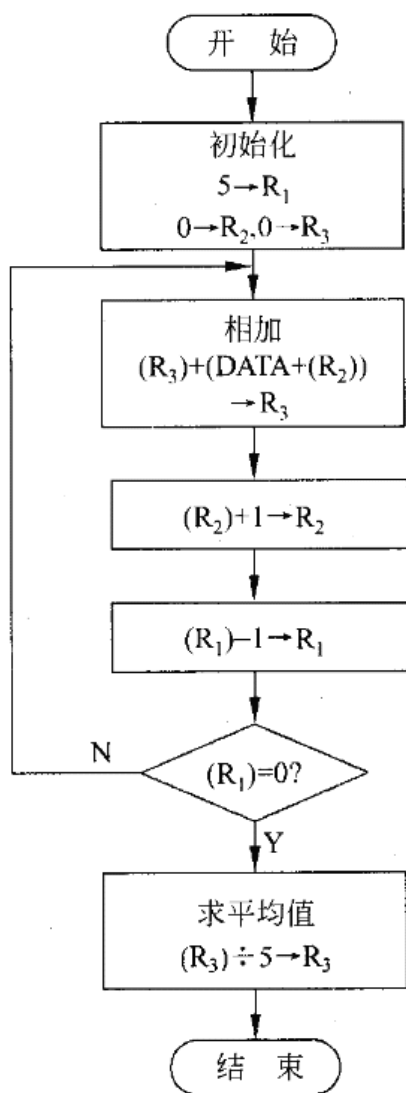 开 始
初始化
5→R₁
0→R₂,0→R₃
相加
(R₃)+(DATA+(R₂))
→R₃
(R₂)+1→R₂
(R₁)–1→R₁
N
(R₁)=0?
Y
求平均值
(R₃)÷5→R₃
结 束